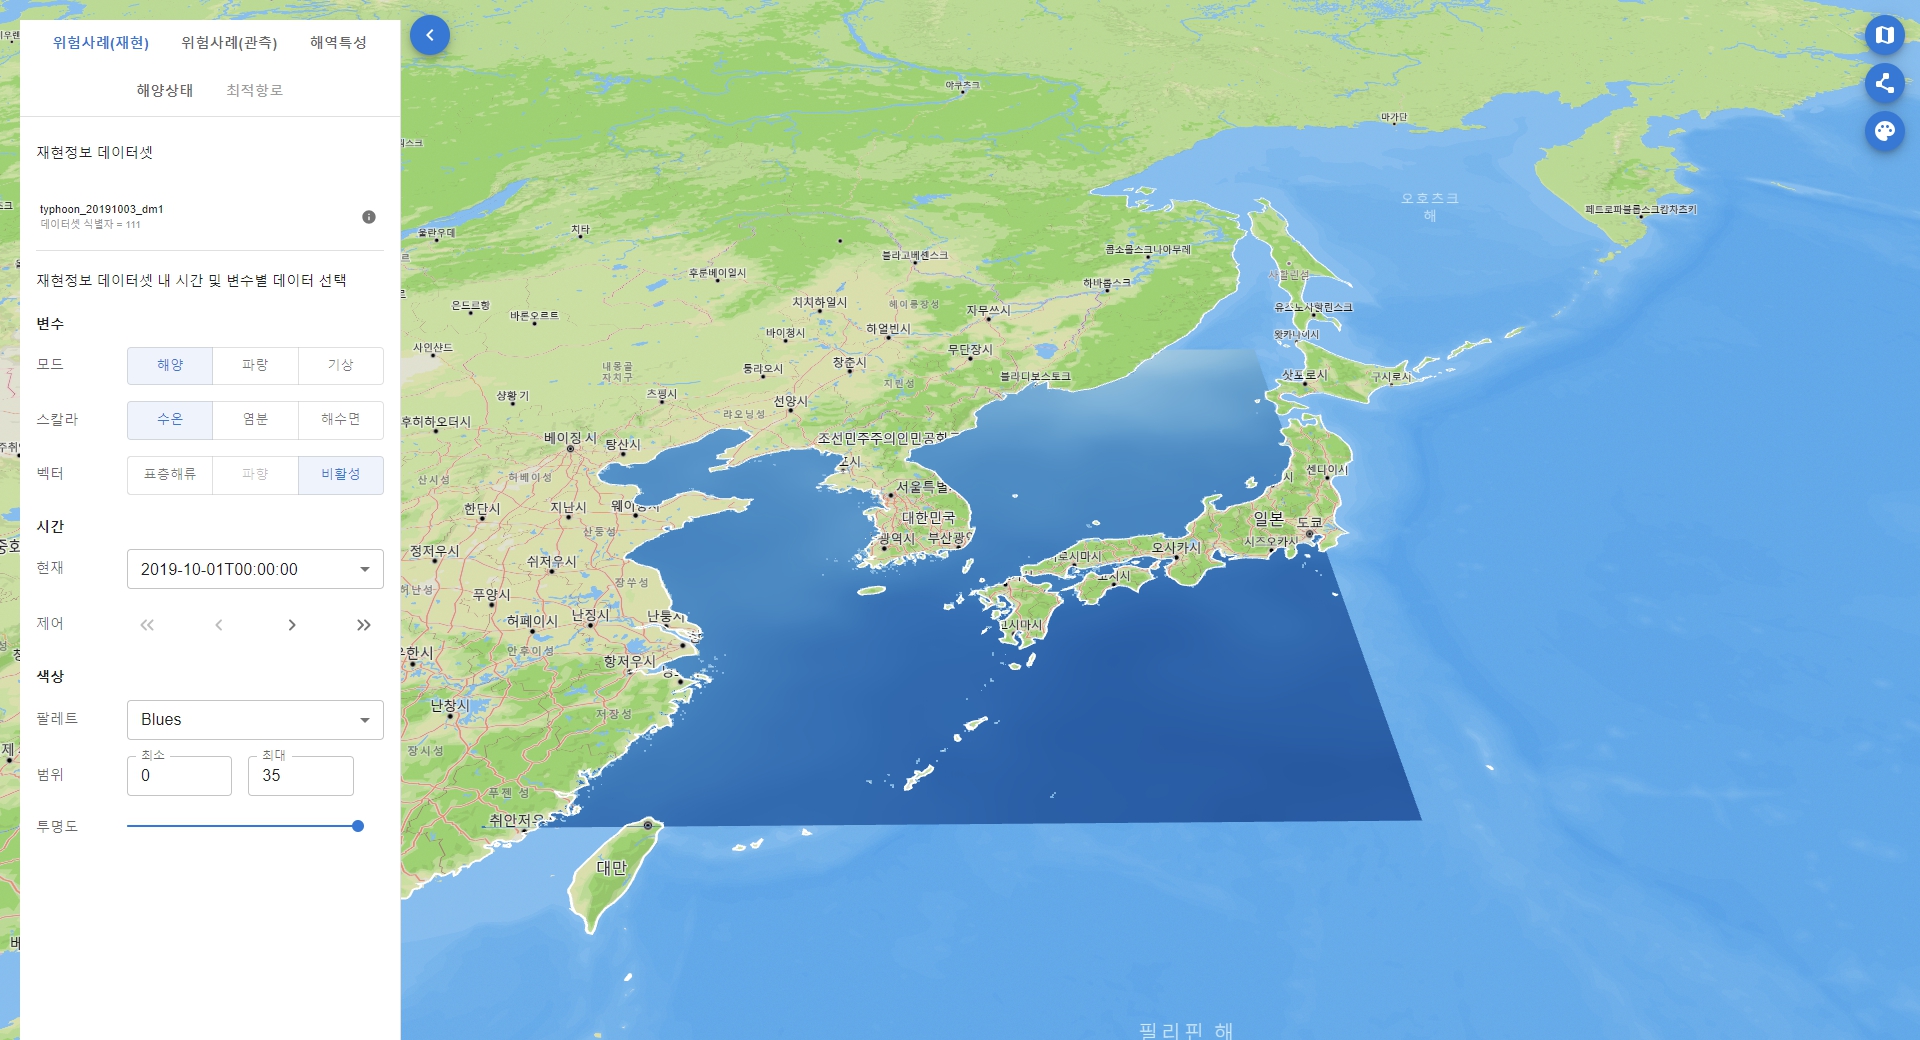 위험사례(재현)
위험사례(관측)
해역특성
해양상태
최적항로
재현정보 데이터셋
typhoon_20191003_dm1
데이터셋 식별자 = 111
재현정보 데이터셋 내 시간 및 변수별 데이터 선택
변수
모드
해양
파랑
기상
스칼라
수온
염분
해수면
벡터
표층해류
파향
비활성
시간
현재
2019-10-01T00:00:00
제어
색상
팔레트
Blues
범위
최소
0
최대
35
투명도
야쿠츠크
마가단
오호츠크
해
페트로파블롭스크캄차츠키
울란우데
치타
블라고베셴스크
콤소몰스크나아무레
후룬베이얼시
하바롭스크
사할린섬
은드르항
바룬오르트
치치하얼시
헤이룽장성
자무쓰시
유즈노사할린스크
바이청시
하얼빈시
왓카나이시
사인샨드
내몽골
자치구
퉁랴오시
창춘시
무단장시
지린성
블라디보스토크
삿포로시
구시로시
샹황기
츠펑시
선양시
랴오닝성
후허하오터시
베이징시
탕산시
조선민주주의인민공화
산시성
허베이성
센다이시
서울특별
한단시
지난시
웨이팡시
대한민국
일본
도쿄
산둥성
광역시
부산광역
시즈오카시
정저우시
쉬저우시
오사카시
로시마시
고시시
허난성
장쑤성
푸양시
허페이시
난징시
난퉁시
고시마시
안후이성
항저우시
난창시
저장성
장시성
푸젠 성
취안저우
대만
필리핀 해